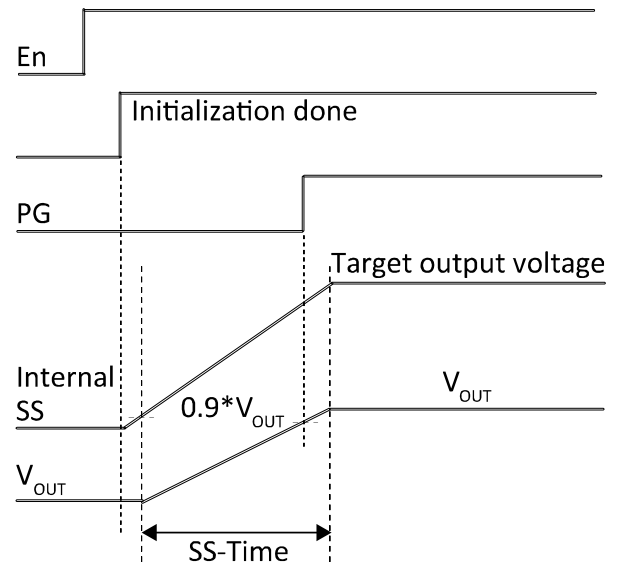 En
Initialization done
PG
Target output voltage
Internal
SS
0.9*VOUT
VOUT
VOUT
SS-Time